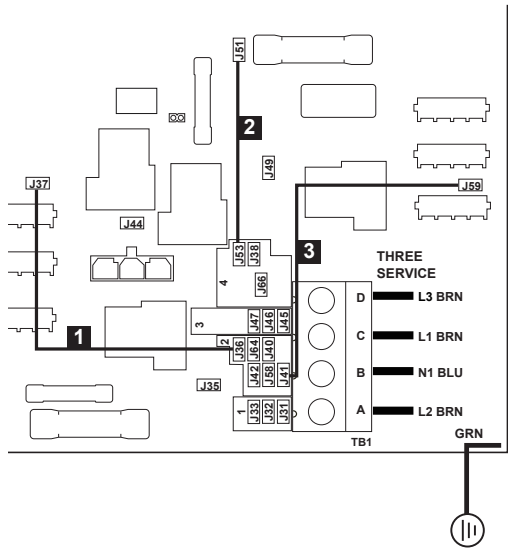 J51
2
J37
J49
J59
J44
J53
J38
3
THREE
SERVICE
4
J66
D
L3 BRN
3
J47
J46
J45
C
L1 BRN
1
2
J36
J64
J40
B
N1 BLU
J42
J58
J41
J35
1
J33
J32
J31
A
L2 BRN
TB1
GRN